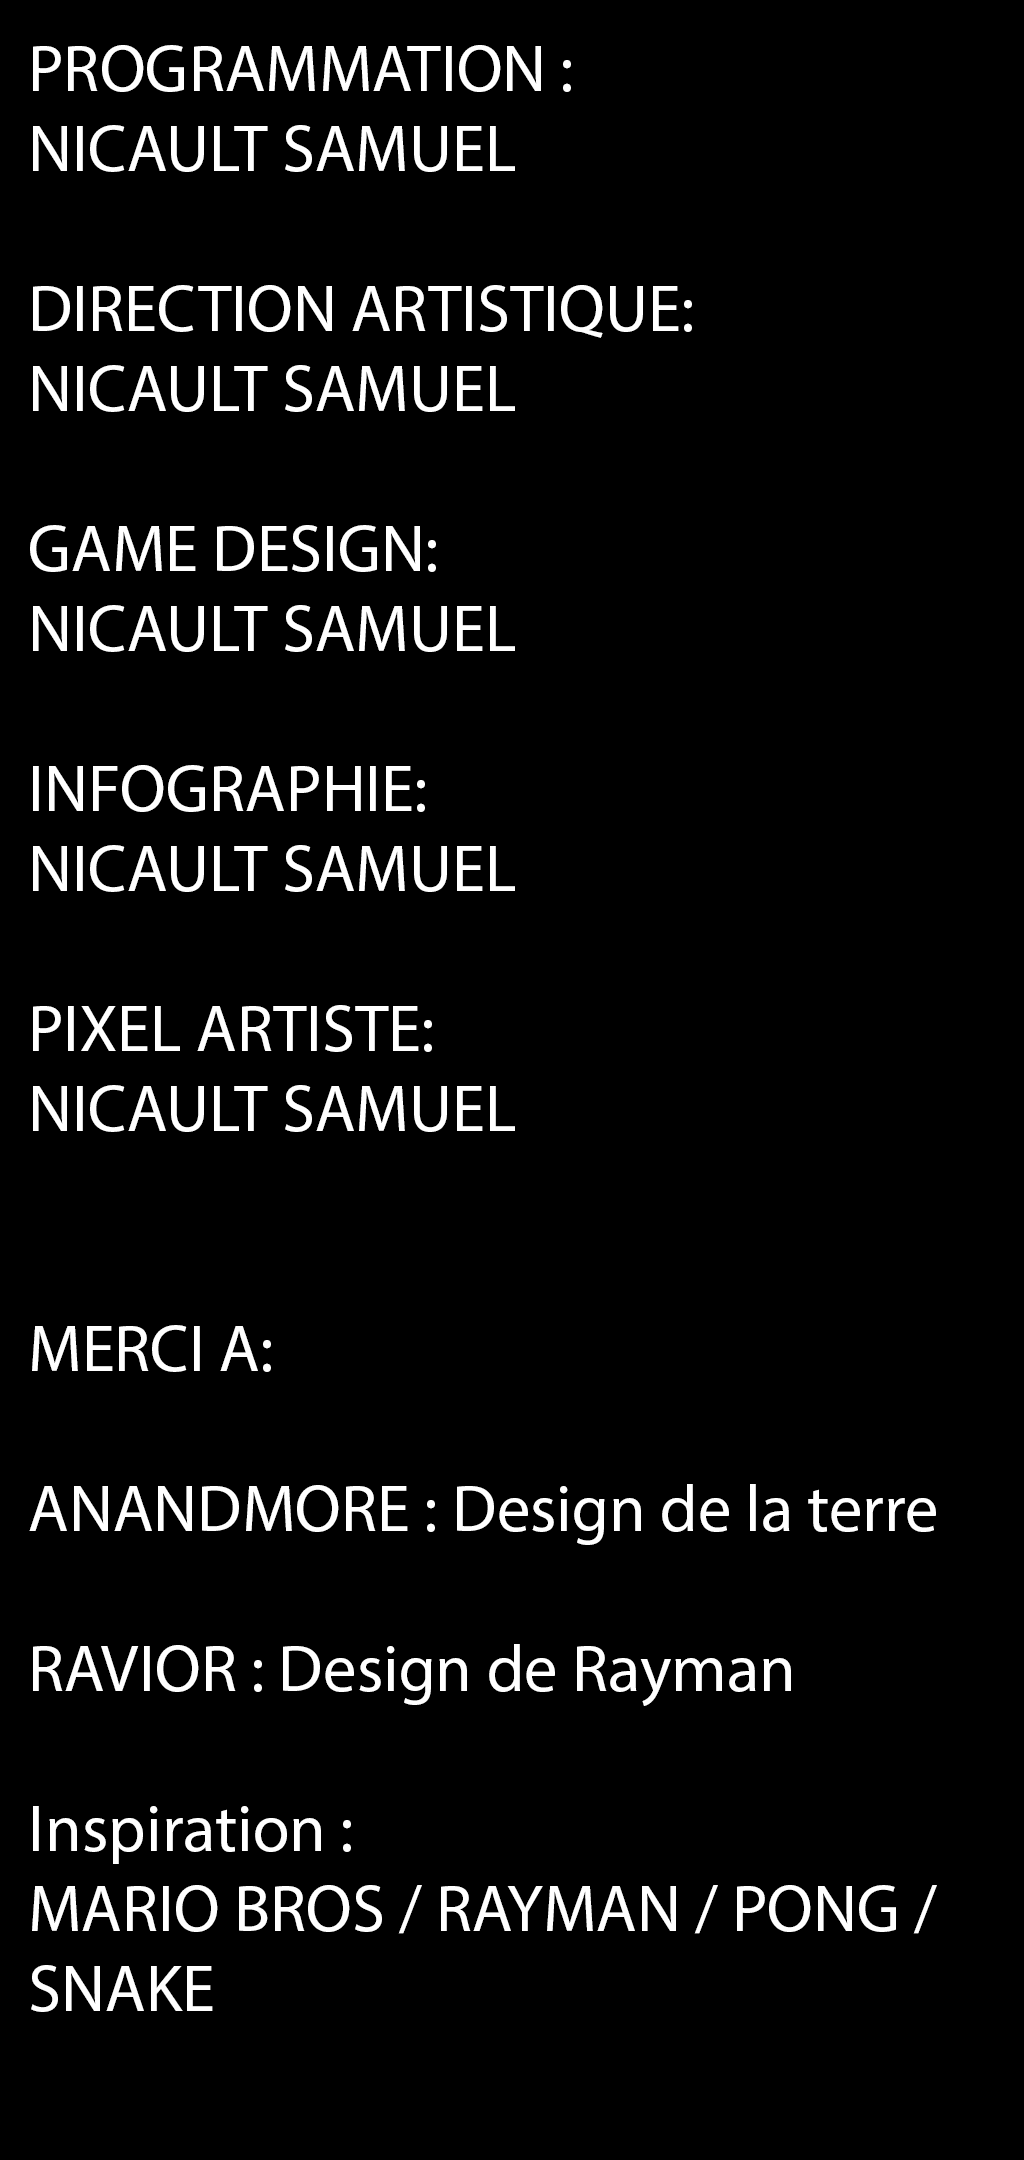 PROGRAMMATION :
NICAULT SAMUEL
DIRECTION ARTISTIQUE:
NICAULT SAMUEL
GAME DESIGN:
NICAULT SAMUEL
INFOGRAPHIE:
NICAULT SAMUEL
PIXEL ARTISTE:
NICAULT SAMUEL
MERCI A:
ANANDMORE : Design de la terre
RAVIOR : Design de Rayman
Inspiration :
MARIO BROS / RAYMAN / PONG /
SNAKE